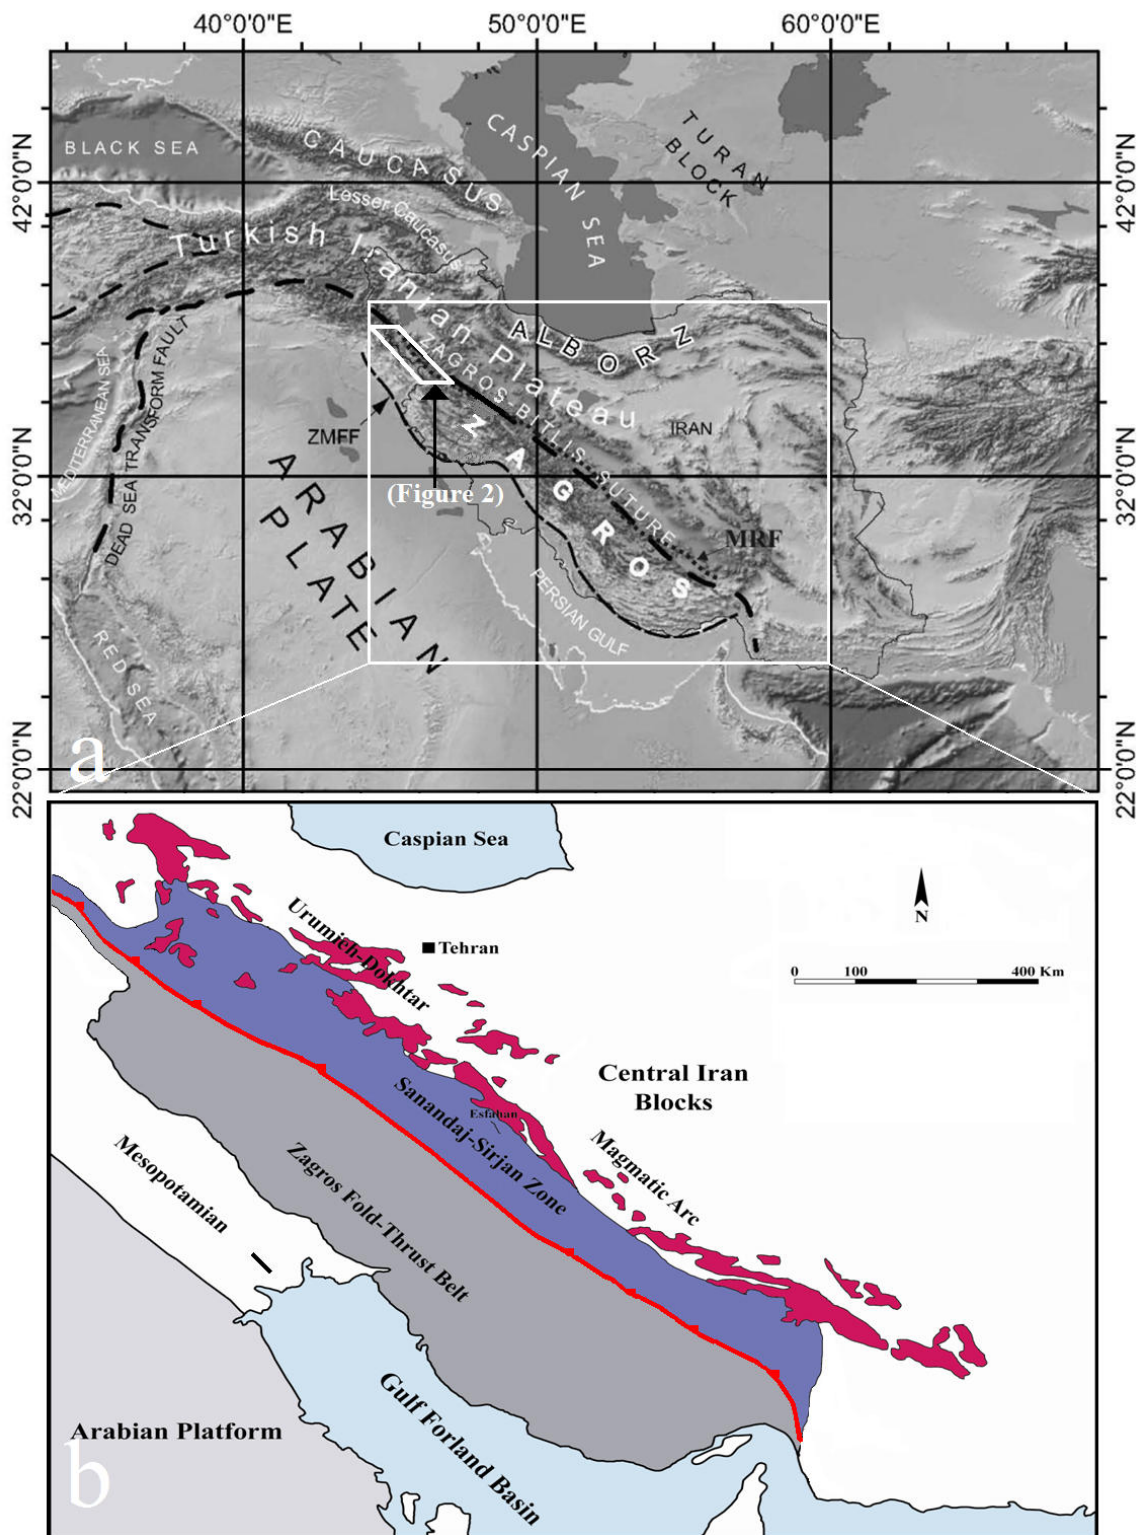 40°0'0"E 50°0'0"E 60°0'0"E
42°0'0"N
32°0'0"N
22°0'0"N
42°0'0"N
32°0'0"N
22°0'0"N
BLACK SEA
CAUCASUS
Lesser Caucasus
CASPIAN SEA
TURAN
BLOCK
Turkish Iranian Plateau
ALBORZ
ZAGROS-BITLIS SUTURE
IRAN
MEDITERRANEAN SEA
DEAD SEA TRANSFORM FAULT
ZMFF
(Figure 2)
ZAGROS
MRF
ARABIAN
PLATE
PERSIAN GULF
RED SEA
a
Caspian Sea
N
Urumieh-Dokhtar
Tehran
0 100 400 Km
Central Iran
Blocks
Sanandaj-Sirjan Zone
Esfahan
Magmatic Arc
Mesopotamian
Zagros Fold-Thrust Belt
Arabian Platform
Gulf Forland Basin
b